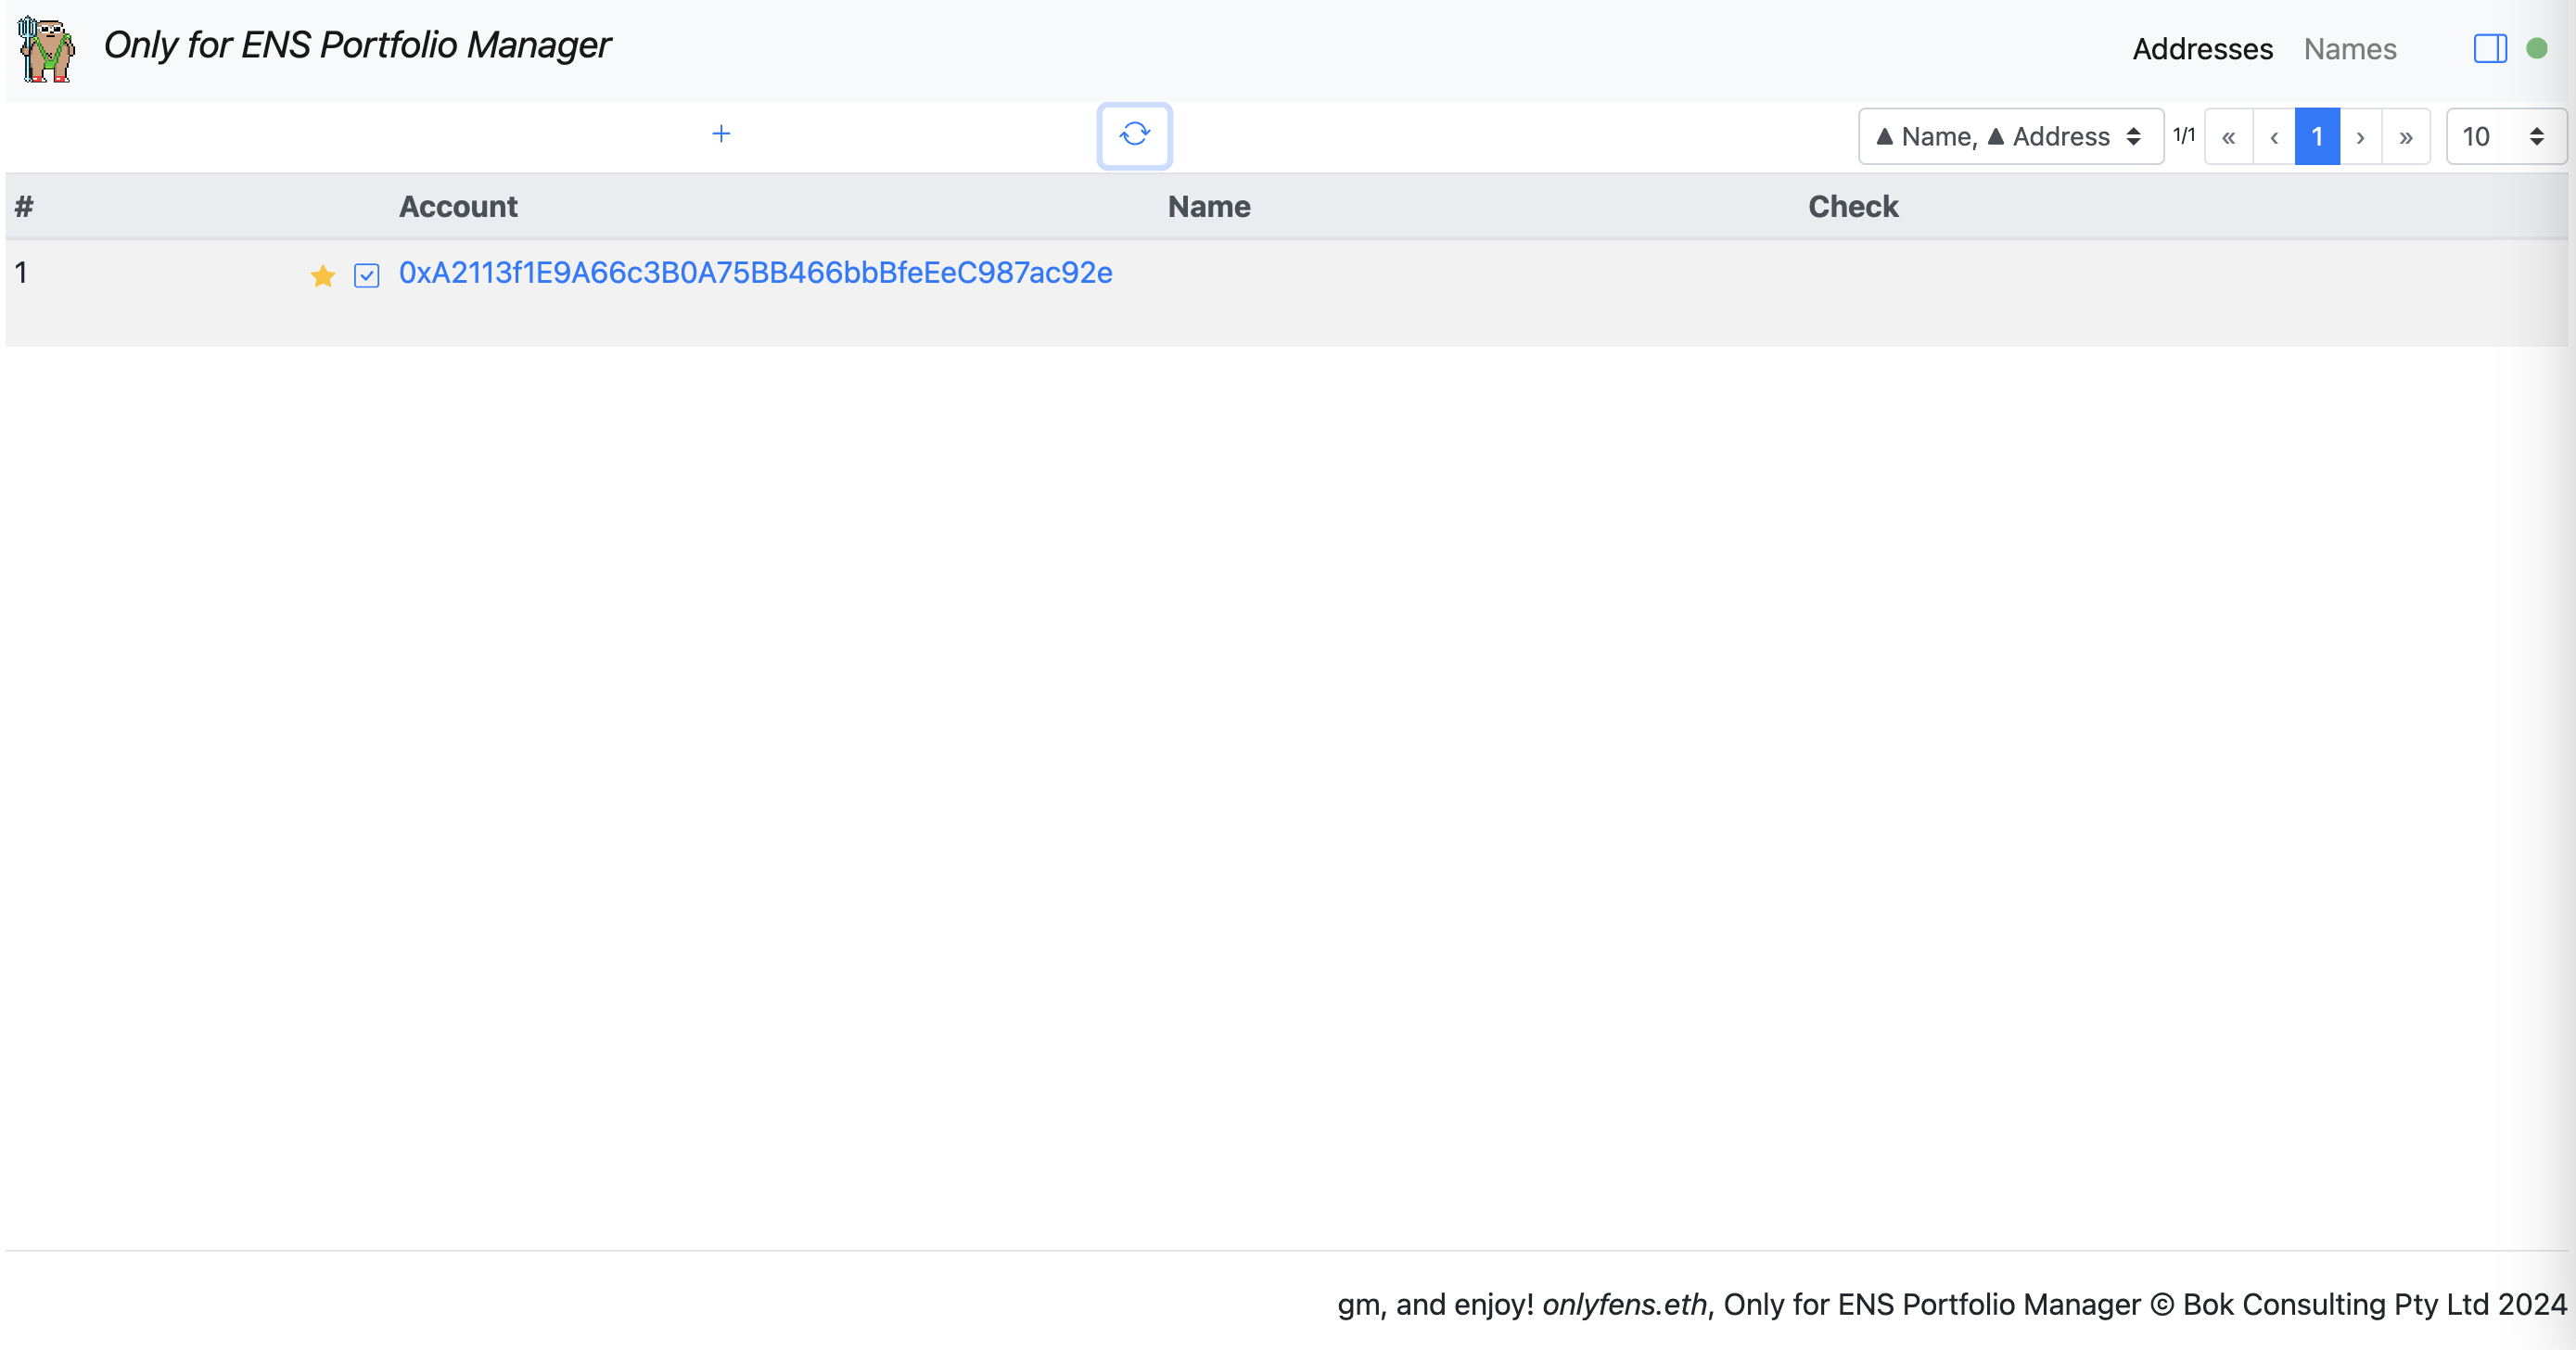 Only for ENS Portfolio Manager
Addresses Names
+ ▲ Name, ▲ Address 1/1 « ‹ 1 › » 10
# Account Name Check
1 0xA2113f1E9A66c3B0A75BB466bbBfeEeC987ac92e
gm, and enjoy! onlyfens.eth, Only for ENS Portfolio Manager © Bok Consulting Pty Ltd 2024